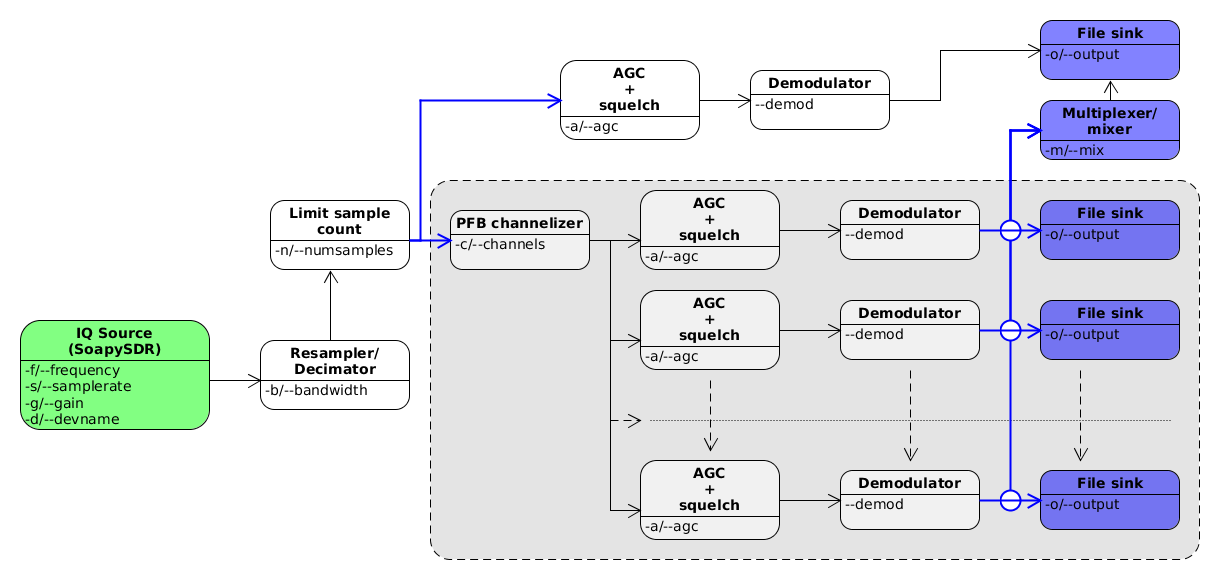 AGC
+
squelch
-a/--agc
Demodulator
--demod
File sink
-o/--output
Multiplexer/
mixer
-m/--mix
Limit sample
count
-n/--numsamples
PFB channelizer
-c/--channels
AGC
+
squelch
-a/--agc
Demodulator
--demod
File sink
-o/--output
AGC
+
squelch
-a/--agc
Demodulator
--demod
File sink
-o/--output
IQ Source
(SoapySDR)
-f/--frequency
-s/--samplerate
-g/--gain
-d/--devname
Resampler/
Decimator
-b/--bandwidth
AGC
+
squelch
-a/--agc
Demodulator
--demod
File sink
-o/--output